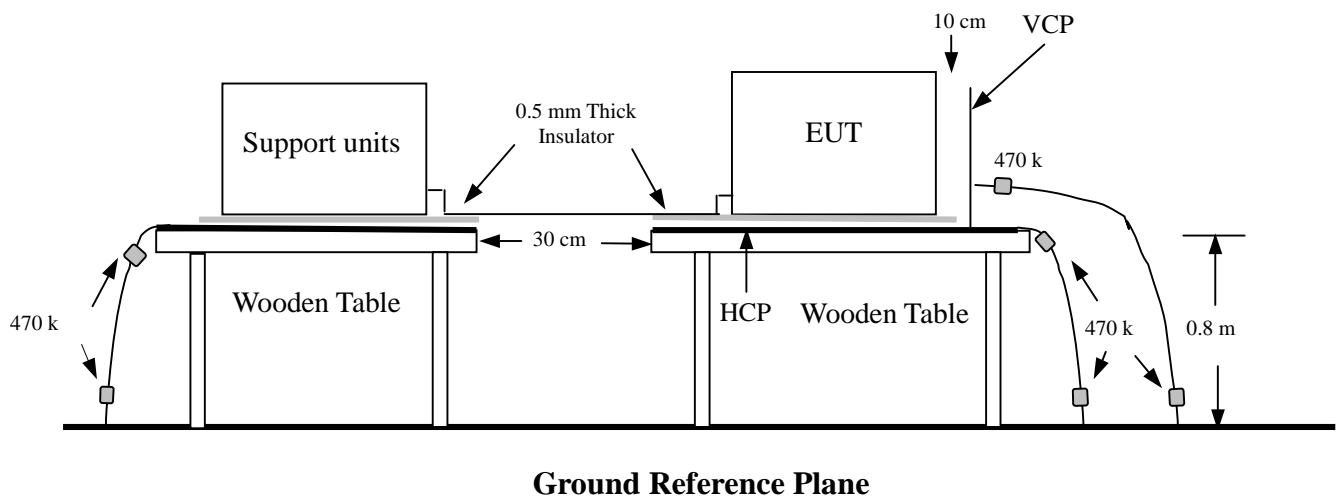 10 cm
VCP
0.5 mm Thick
Insulator
Support units
EUT
470 k
30 cm
Wooden Table
HCP
Wooden Table
470 k
470 k
0.8 m
Ground Reference Plane